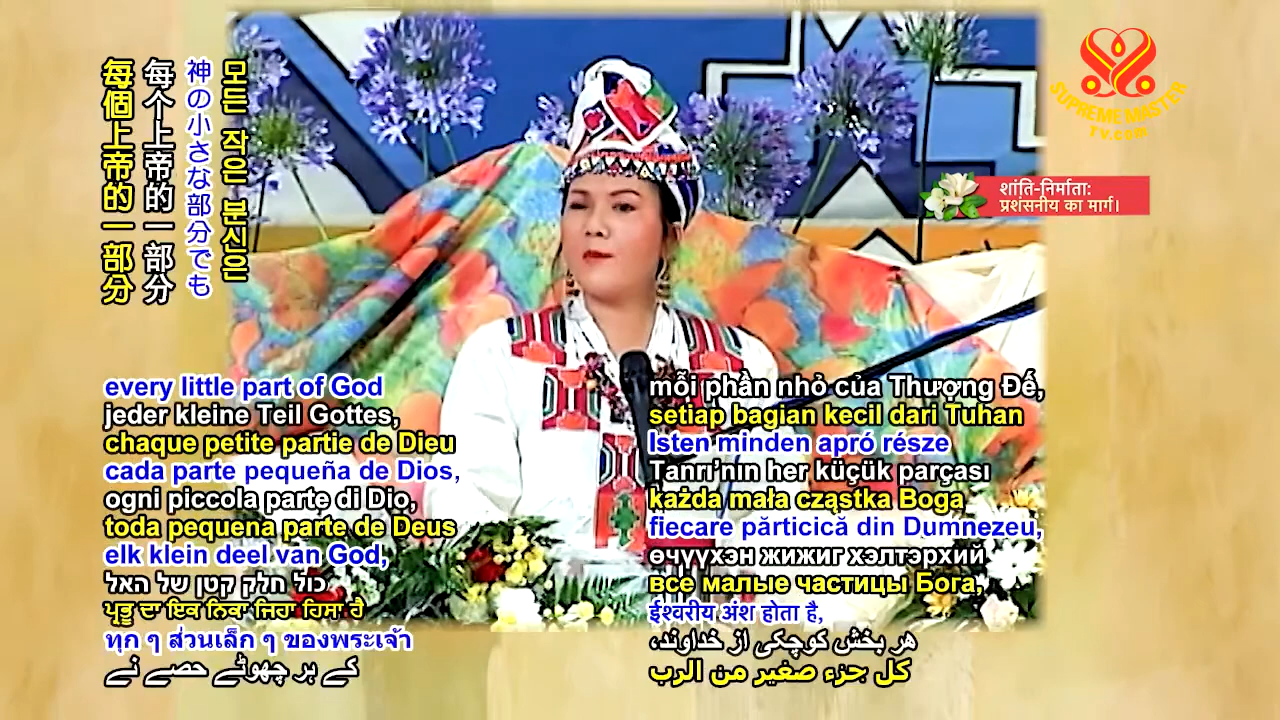 每個上帝的一部分
每个上帝的一部分
神の小さな部分でも
모든 작은 분신은
SUPREME MASTER
TV.com
शांति-निर्माता:
प्रशंसनीय का मार्ग।
every little part of God
jeder kleine Teil Gottes,
chaque petite partie de Dieu
cada parte pequeña de Dios,
ogni piccola parte di Dio,
toda pequena parte de Deus
elk klein deel van God,
כול חלק קטן של האל
ਪ੍ਰਭੂ ਦਾ ਇਕ ਨਿਕਾ ਜਿਹਾ ਹਿਸਾ ਹੈ
ทุก ๆ ส่วนเล็ก ๆ ของพระเจ้า
کے ہر چھوٹے حصے نے
mỗi phần nhỏ của Thượng Đế,
setiap bagian kecil dari Tuhan
Isten minden apró része
Tanrı’nın her küçük parçası
każda mała cząstka Boga
fiecare părticică din Dumnezeu,
өчүүхэн жижиг хэлтэрхий
все малые частицы Бога,
ईश्वरीय अंश होता है,
هر بخش کوچکی از خداوند،
كل جزء صغير من الرب